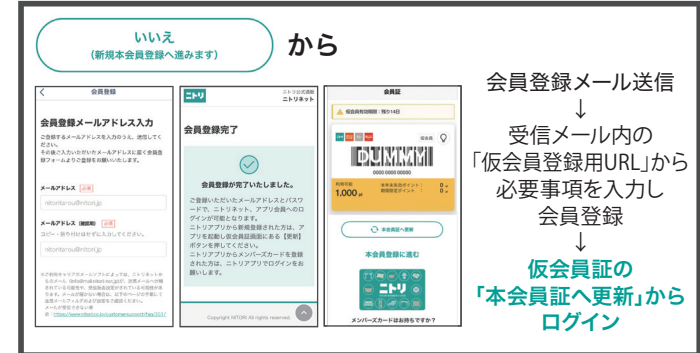 いいえ
(新規本会員登録へ進みます)
から
会員登録
会員登録メールアドレス入力
ご登録するメールアドレスを入力のうえ、送信してください。
その後ご入力いただいたメールアドレスに届く会員登録フォームよりご登録をお願いいたします。
メールアドレス 必須
nitoritarou@nitori.jp
メールアドレス(確認用) 必須
コピー・貼り付けはせずに入力してください。
nitoritarou@nitori.jp
ニトリ
ニトリ公式通販
ニトリネット
会員登録完了
会員登録が完了いたしました。
ご登録いただいたメールアドレスとパスワ
ードで、ニトリネット、アプリ会員へのロ
グインが可能となります。
ニトリアプリから新規登録された方は、ア
プリを起動し仮会員証画面にある【更新】
ボタンを押してください。
ニトリアプリからメンバーズカードを登録
された方は、ニトリアプリでログインをお
願いします。
Copyright NITORI All rights reserved.
会員証
仮会員有効期限:残り14日
仮会員
DUMMY
0000 0000 00000
利用可能
1,000
本会員証へ更新
本会員登録に進む
ニトリ
メンバーズカードはお持ちですか?
会員登録メール送信
↓
受信メール内の
「仮会員登録用URL」から
必要事項を入力し
会員登録
↓
仮会員証の
「本会員証へ更新」から
ログイン